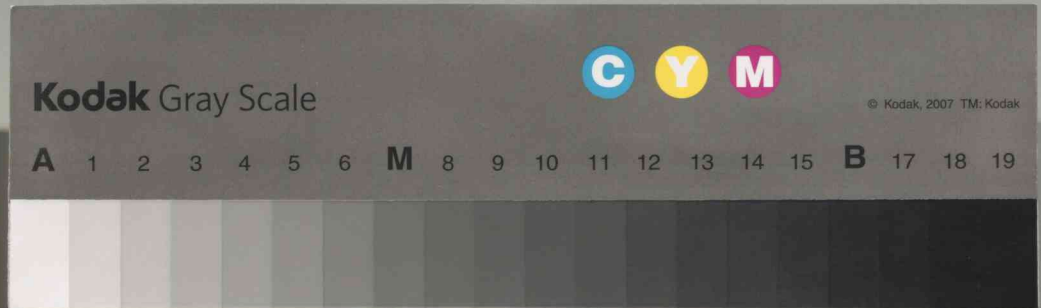 C Y M
Kodak Gray Scale
© Kodak, 2007 TM: Kodak
A 1 2 3 4 5 6 M 8 9 10 11 12 13 14 15 B 17 18 19